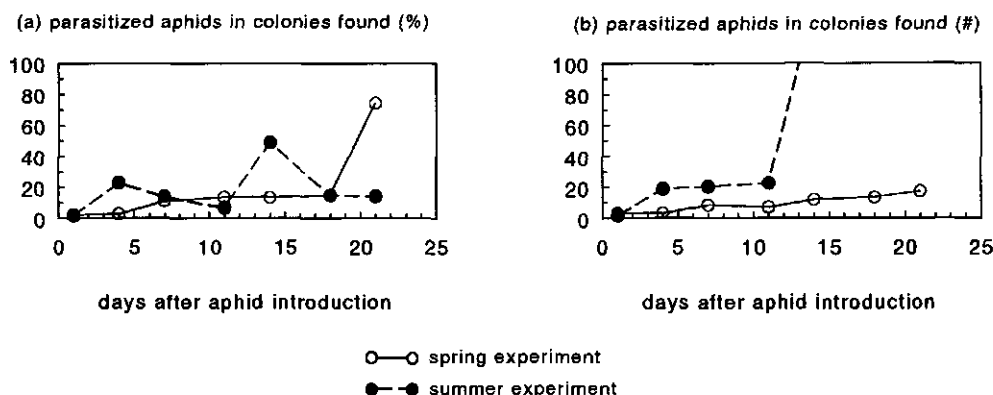 (a) parasitized aphids in colonies found (%)
(b) parasitized aphids in colonies found (#)
100
80
60
40
20
0
0 5 10 15 20 25
days after aphid introduction
100
80
60
40
20
0
0 5 10 15 20 25
days after aphid introduction
spring experiment
summer experiment